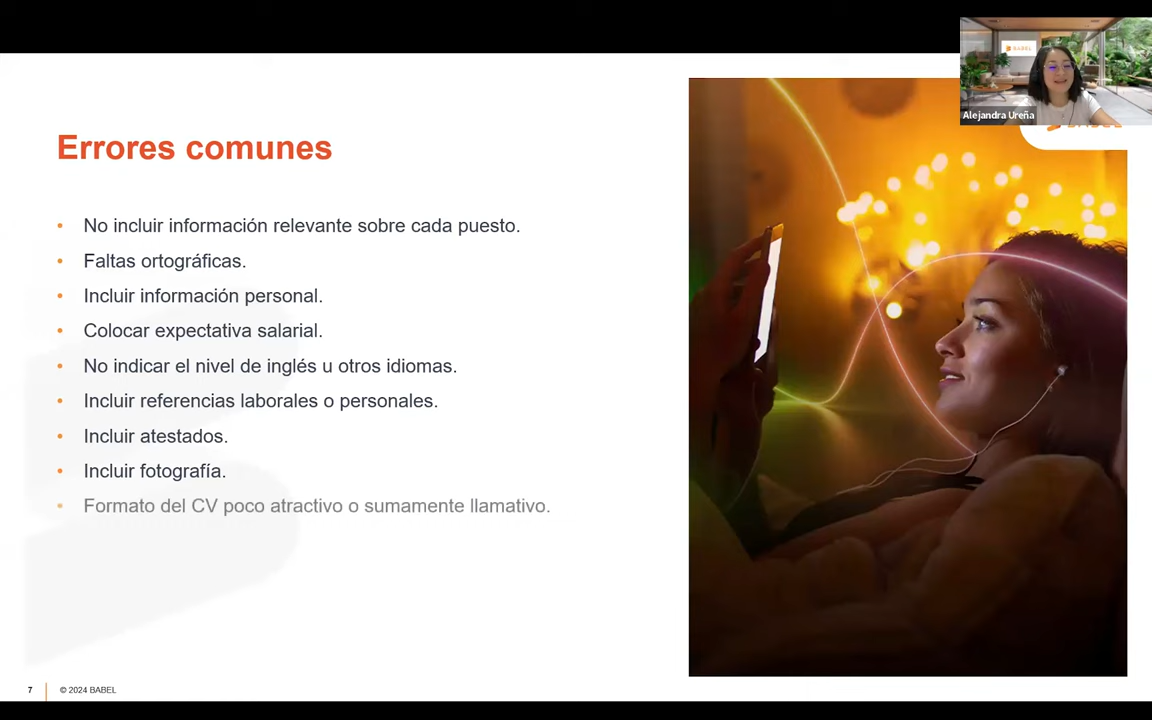 BABEL
Alejandra Ureña
Errores comunes
• No incluir información relevante sobre cada puesto.
• Faltas ortográficas.
• Incluir información personal.
• Colocar expectativa salarial.
• No indicar el nivel de inglés u otros idiomas.
• Incluir referencias laborales o personales.
• Incluir atestados.
• Incluir fotografía.
• Formato del CV poco atractivo o sumamente llamativo.
7
© 2024 BABEL